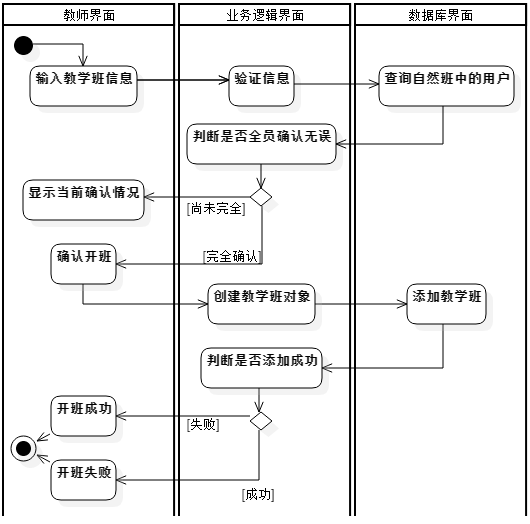 教师界面
业务逻辑界面
数据库界面
输入教学班信息
验证信息
查询自然班中的用户
判断是否全员确认无误
显示当前确认情况
[尚未完全]
确认开班
[完全确认]
创建教学班对象
添加教学班
判断是否添加成功
开班成功
[失败]
开班失败
[成功]